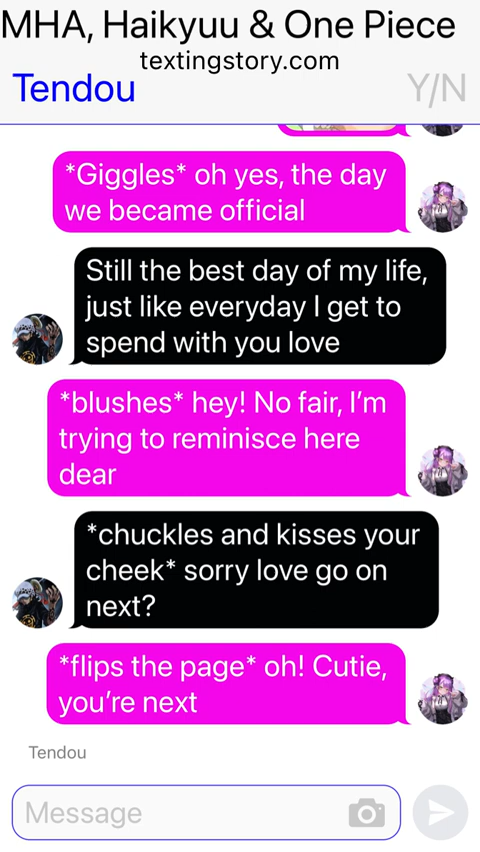 MHA, Haikyuu & One Piece
textingstory.com
Tendou
Y/N
*Giggles* oh yes, the day
we became official
Still the best day of my life,
just like everyday I get to
spend with you love
*blushes* hey! No fair, I'm
trying to reminisce here
dear
*chuckles and kisses your
cheek* sorry love go on
next?
*flips the page* oh! Cutie,
you're next
Tendou
Message